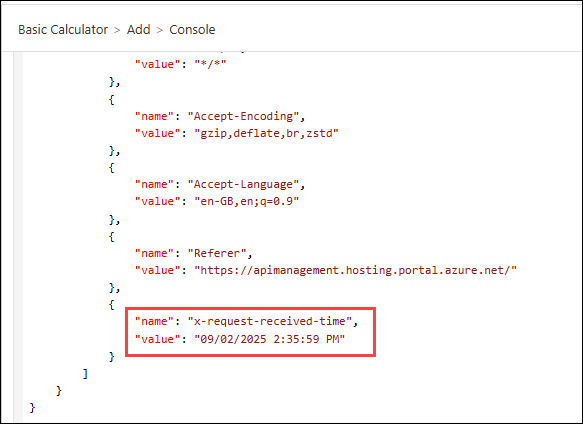 Basic Calculator > Add > Console
"value": "*/*"
},
{
"name": "Accept-Encoding",
"value": "gzip,deflate,br,zstd"
},
{
"name": "Accept-Language",
"value": "en-GB,en;q=0.9"
},
{
"name": "Referer",
"value": "https://apimanagement.hosting.portal.azure.net/"
},
{
"name": "x-request-received-time",
"value": "09/02/2025 2:35:59 PM"
}
]
}
}